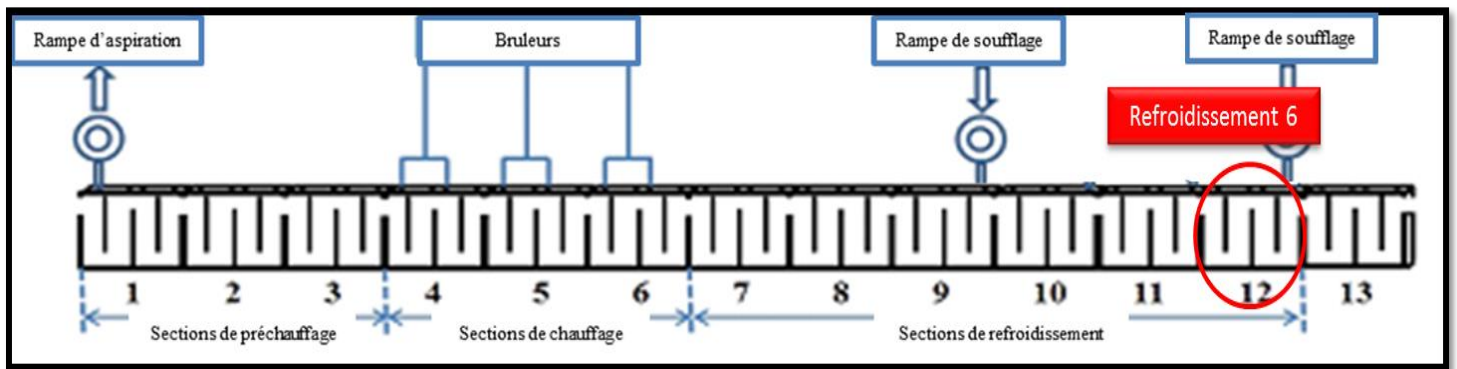 Rampe d'aspiration
Bruleurs
Rampe de soufflage
Rampe de soufflage
Refroidissement 6
1 2 3 4 5 6 7 8 9 10 11 12 13
Sections de préchauffage Sections de chauffage Sections de refroidissement